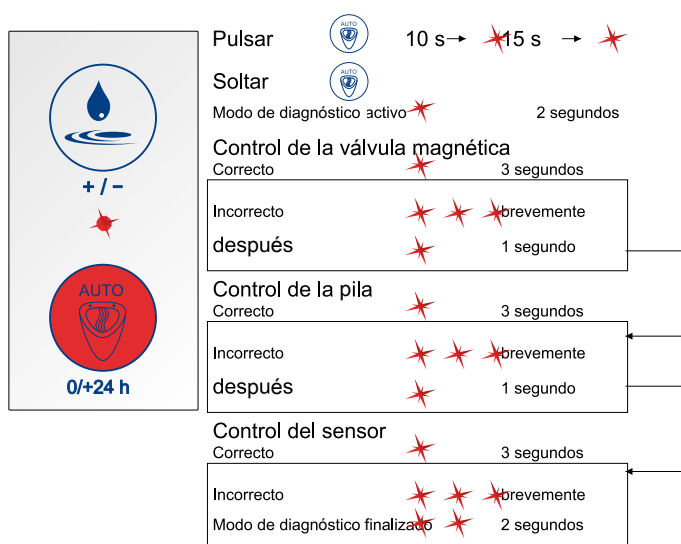 + / –
AUTO
0/+24 h
Pulsar AUTO 10 s→ 15 s →
Soltar AUTO
Modo de diagnóstico activo 2 segundos
Control de la válvula magnética
Correcto 3 segundos
Incorrecto brevemente
después 1 segundo
Control de la pila
Correcto 3 segundos
Incorrecto brevemente
después 1 segundo
Control del sensor
Correcto 3 segundos
Incorrecto brevemente
Modo de diagnóstico finalizado 2 segundos